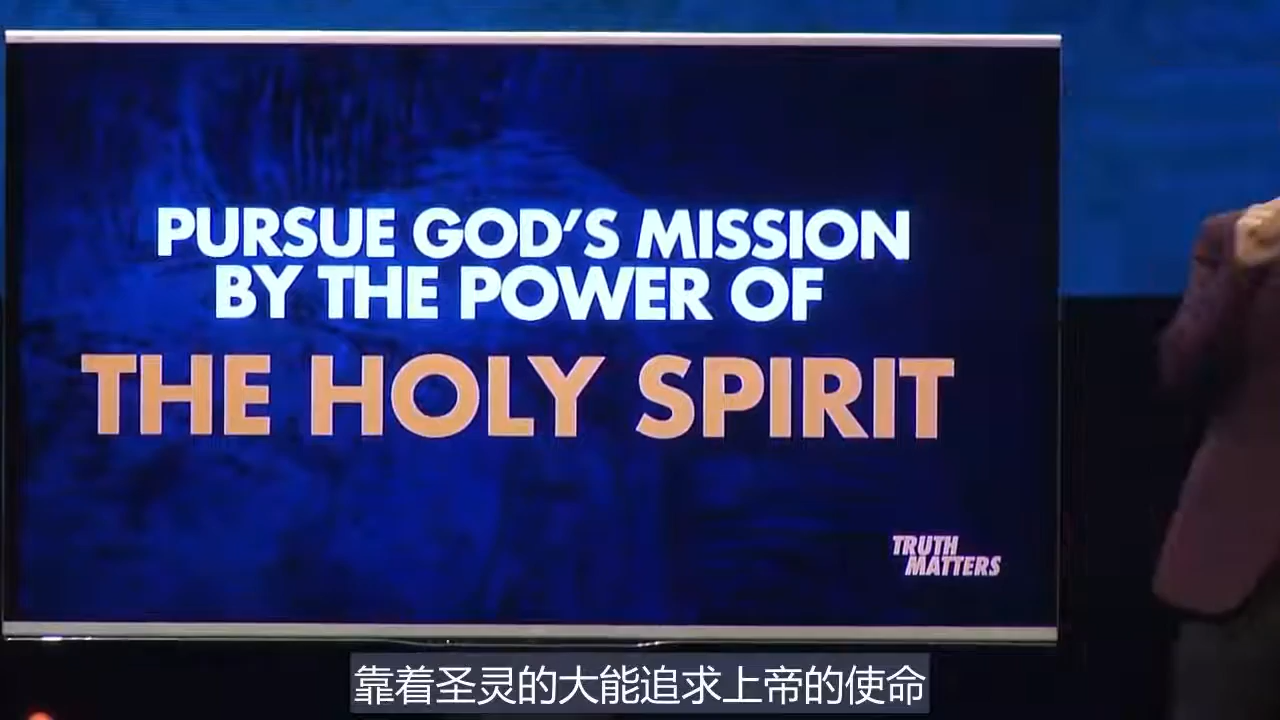 PURSUE GOD'S MISSION
BY THE POWER OF
THE HOLY SPIRIT
TRUTH
MATTERS
靠着圣灵的大能追求上帝的使命